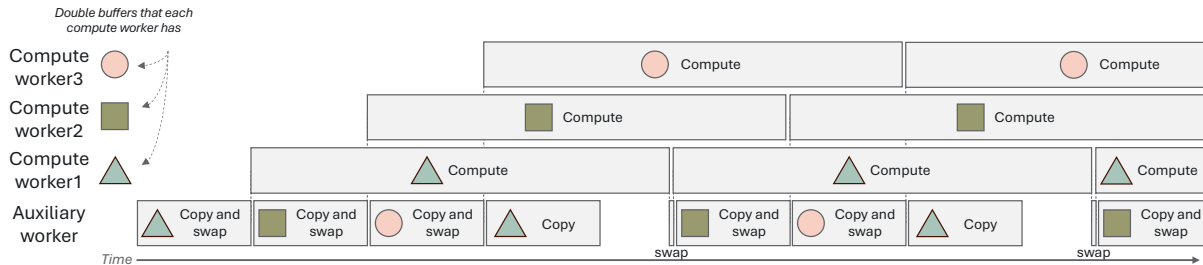 Double buffers that each
compute worker has
Compute
worker3
Compute
Compute
Compute
worker2
Compute
Compute
Compute
worker1
Compute
Compute
Compute
Auxiliary
worker
Copy and
swap
Copy and
swap
Copy and
swap
Copy
Copy and
swap
Copy and
swap
Copy
Copy and
swap
swap
swap
Time